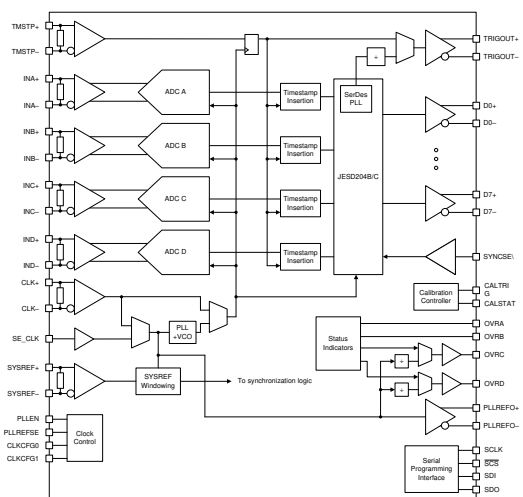 TMSTP+
TMSTP–
INA+
INA–
INB+
INB–
INC+
INC–
IND+
IND–
CLK+
CLK–
SE_CLK
SYSREF+
SYSREF–
PLLEN
PLLREFSE
CLKCFG0
CLKCFG1
ADC A
ADC B
ADC C
ADC D
PLL
+VCO
SYSREF
Windowing
To synchronization logic
Clock
Control
Timestamp
Insertion
Timestamp
Insertion
Timestamp
Insertion
Timestamp
Insertion
SerDes
PLL
÷
JESD204B/C
Status
Indicators
÷
÷
Calibration
Controller
Serial
Programming
Interface
TRIGOUT+
TRIGOUT–
D0+
D0–
D7+
D7–
SYNCSE\
CALTRI
G
CALSTAT
OVRA
OVRB
OVRC
OVRD
PLLREFO+
PLLREFO–
SCLK
SCS
SDI
SDO